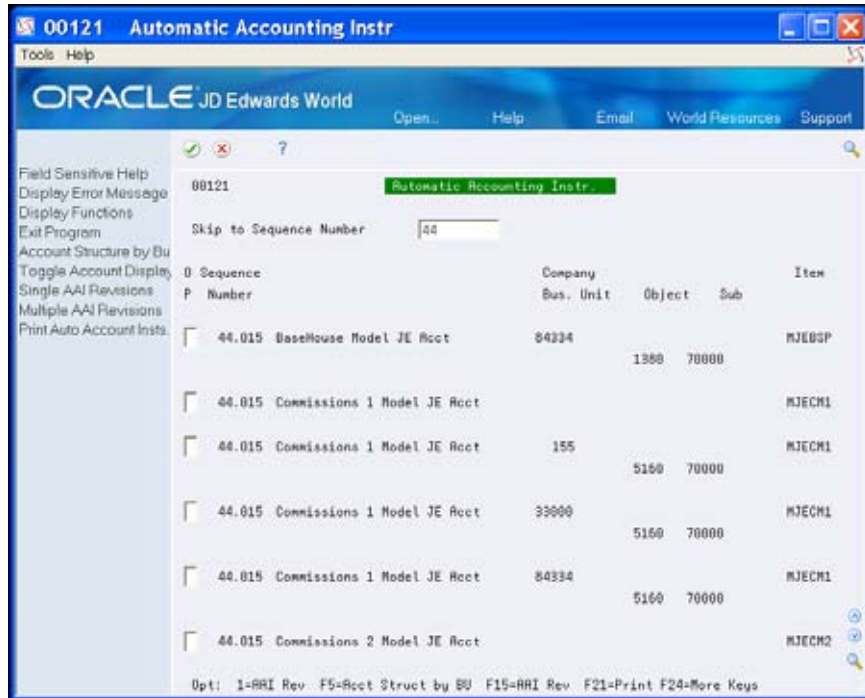 00121 Automatic Accounting Instr
Tools Help
ORACLE JD Edwards World
Open... Help Email World Resources Support
?
Field Sensitive Help
Display Error Message
Display Functions
Exit Program
Account Structure by Bu
Toggle Account Display
Single AAI Revisions
Multiple AAI Revisions
Print Auto Account Insts.
00121 Automatic Accounting Instr.
Skip to Sequence Number 44
O Sequence Company Item
P Number Bus. Unit Object Sub
44.015 BaseHouse Model JE Acct 84334 MJEBSP
1380 70000
44.015 Commissions 1 Model JE Acct MJECM1
44.015 Commissions 1 Model JE Acct 155 MJECM1
5160 70000
44.015 Commissions 1 Model JE Acct 33000 MJECM1
5160 70000
44.015 Commissions 1 Model JE Acct 84334 MJECM1
5160 70000
44.015 Commissions 2 Model JE Acct MJECM2
Opt: 1=AAI Rev F5=Acct Struct by BU F15=AAI Rev F21=Print F24=More Keys